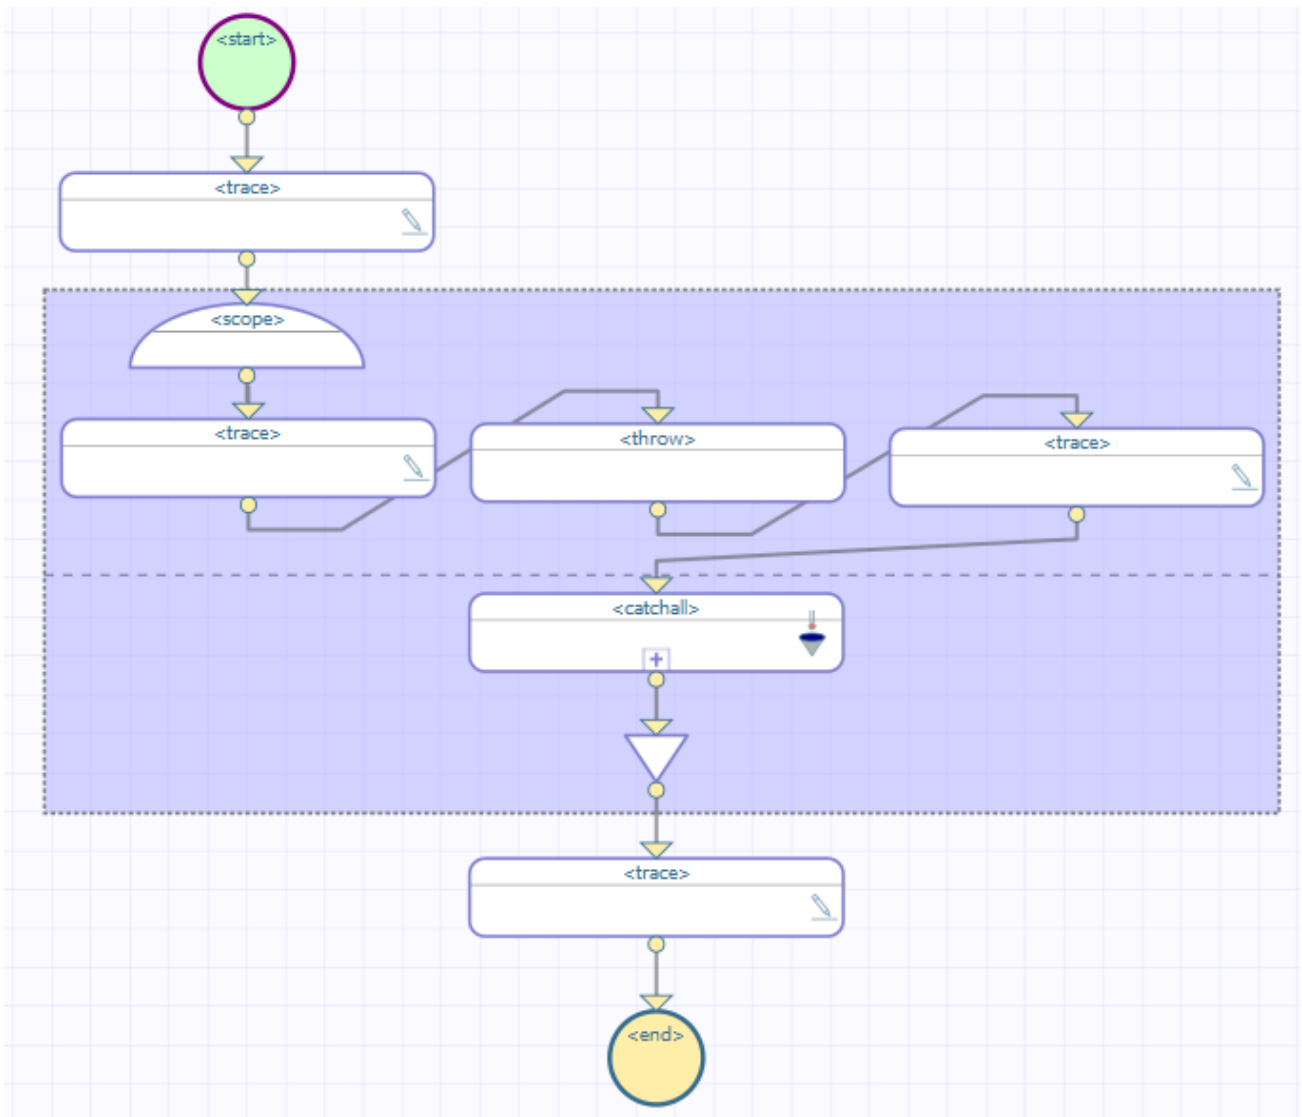 <start>
<trace>
<scope>
<trace>
<throw>
<trace>
<catchall>
<trace>
<end>